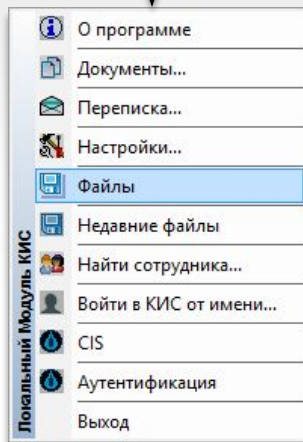 О программе
Документы...
Переписка...
Настройки...
Файлы
Недавние файлы
Найти сотрудника...
Войти в КИС от имени...
CIS
Аутентификация
Выход
Локальный Модуль КИС